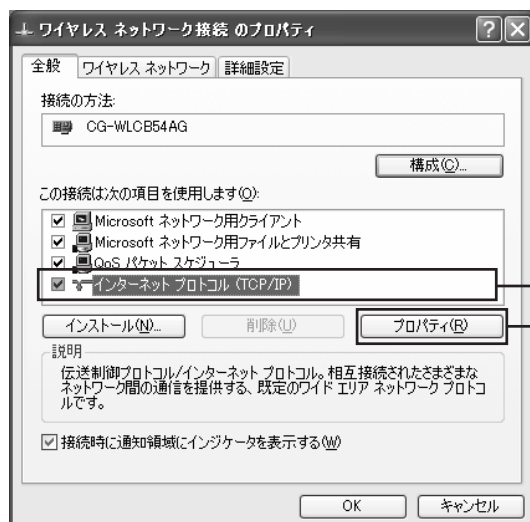 ワイヤレス ネットワーク接続 のプロパティ
全般 ワイヤレス ネットワーク 詳細設定
接続の方法:
CG-WLCB54AG
構成(C)...
この接続は次の項目を使用します(O):
Microsoft ネットワーク用クライアント
Microsoft ネットワーク用ファイルとプリンタ共有
QoS パケット スケジューラ
インターネット プロトコル (TCP/IP)
インストール(N)... 削除(U) プロパティ(R)
説明
伝送制御プロトコル/インターネット プロトコル。相互接続されたさまざまな
ネットワーク間の通信を提供する、既定のワイド エリア ネットワーク プロトコ
ルです。
接続時に通知領域にインジケータを表示する(W)
OK キャンセル